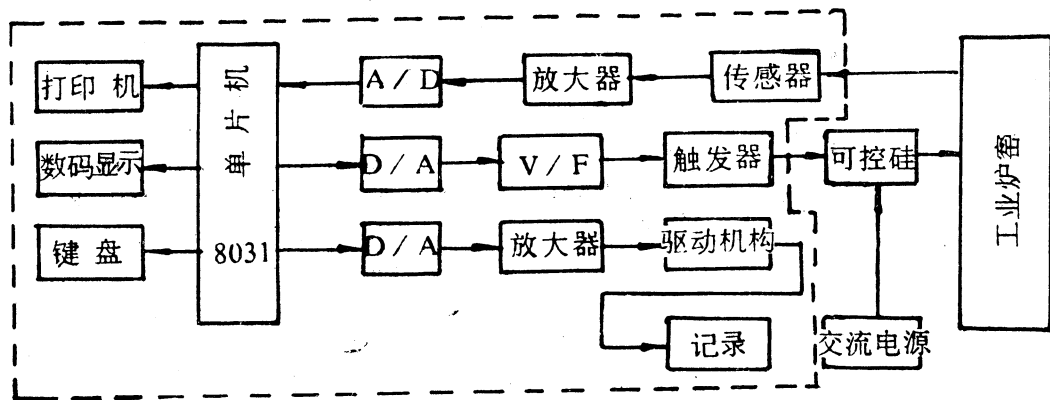 打印机
数码显示
键盘
单片机
8031
A/D
放大器
传感器
D/A
V/F
触发器
可控硅
D/A
放大器
驱动机构
记录
交流电源
工业炉窑